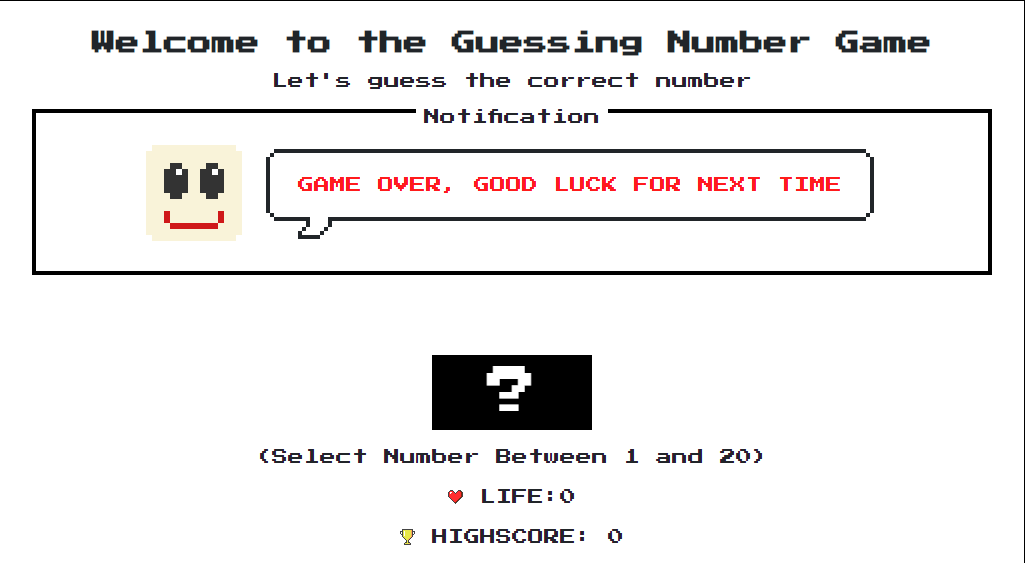 Welcome to the Guessing Number Game
Let's guess the correct number
Notification
GAME OVER, GOOD LUCK FOR NEXT TIME
?
(Select Number Between 1 and 20)
LIFE:0
HIGHSCORE: 0